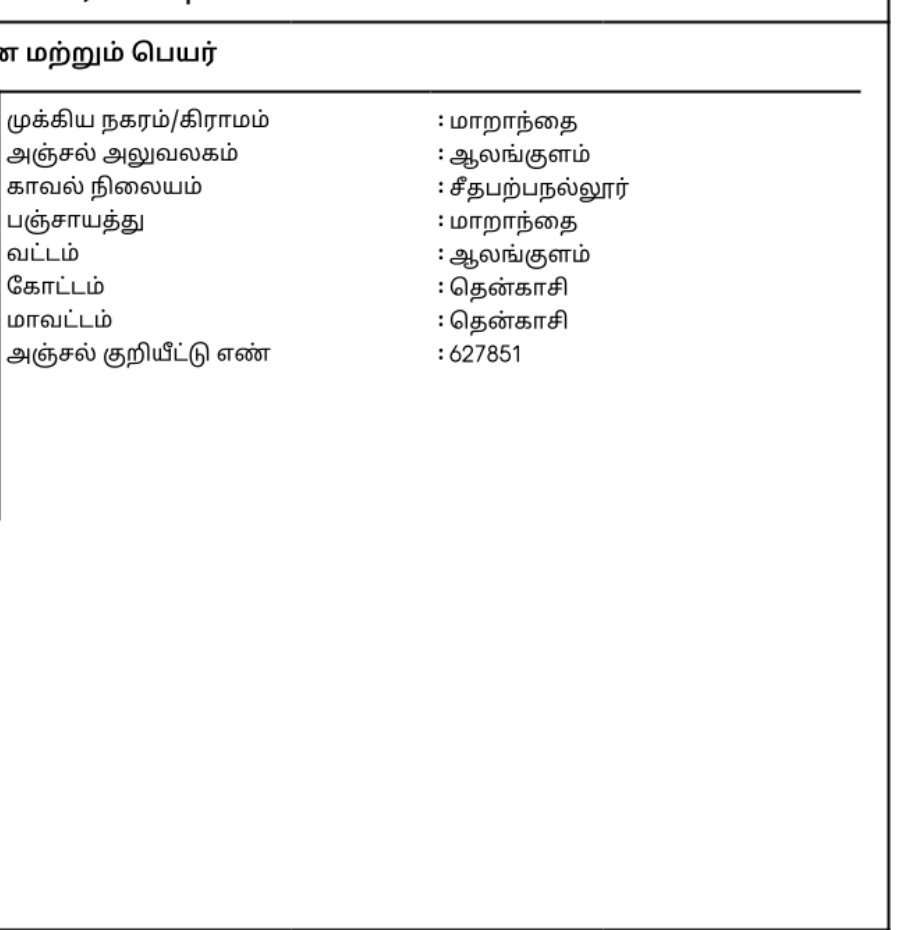 மற்றும் பெயர்
முக்கிய நகரம்/கிராமம் : மாறாந்தை
அஞ்சல் அலுவலகம் : ஆலங்குளம்
காவல் நிலையம் : சீதபற்பநல்லூர்
பஞ்சாயத்து : மாறாந்தை
வட்டம் : ஆலங்குளம்
கோட்டம் : தென்காசி
மாவட்டம் : தென்காசி
அஞ்சல் குறியீட்டு எண் : 627851